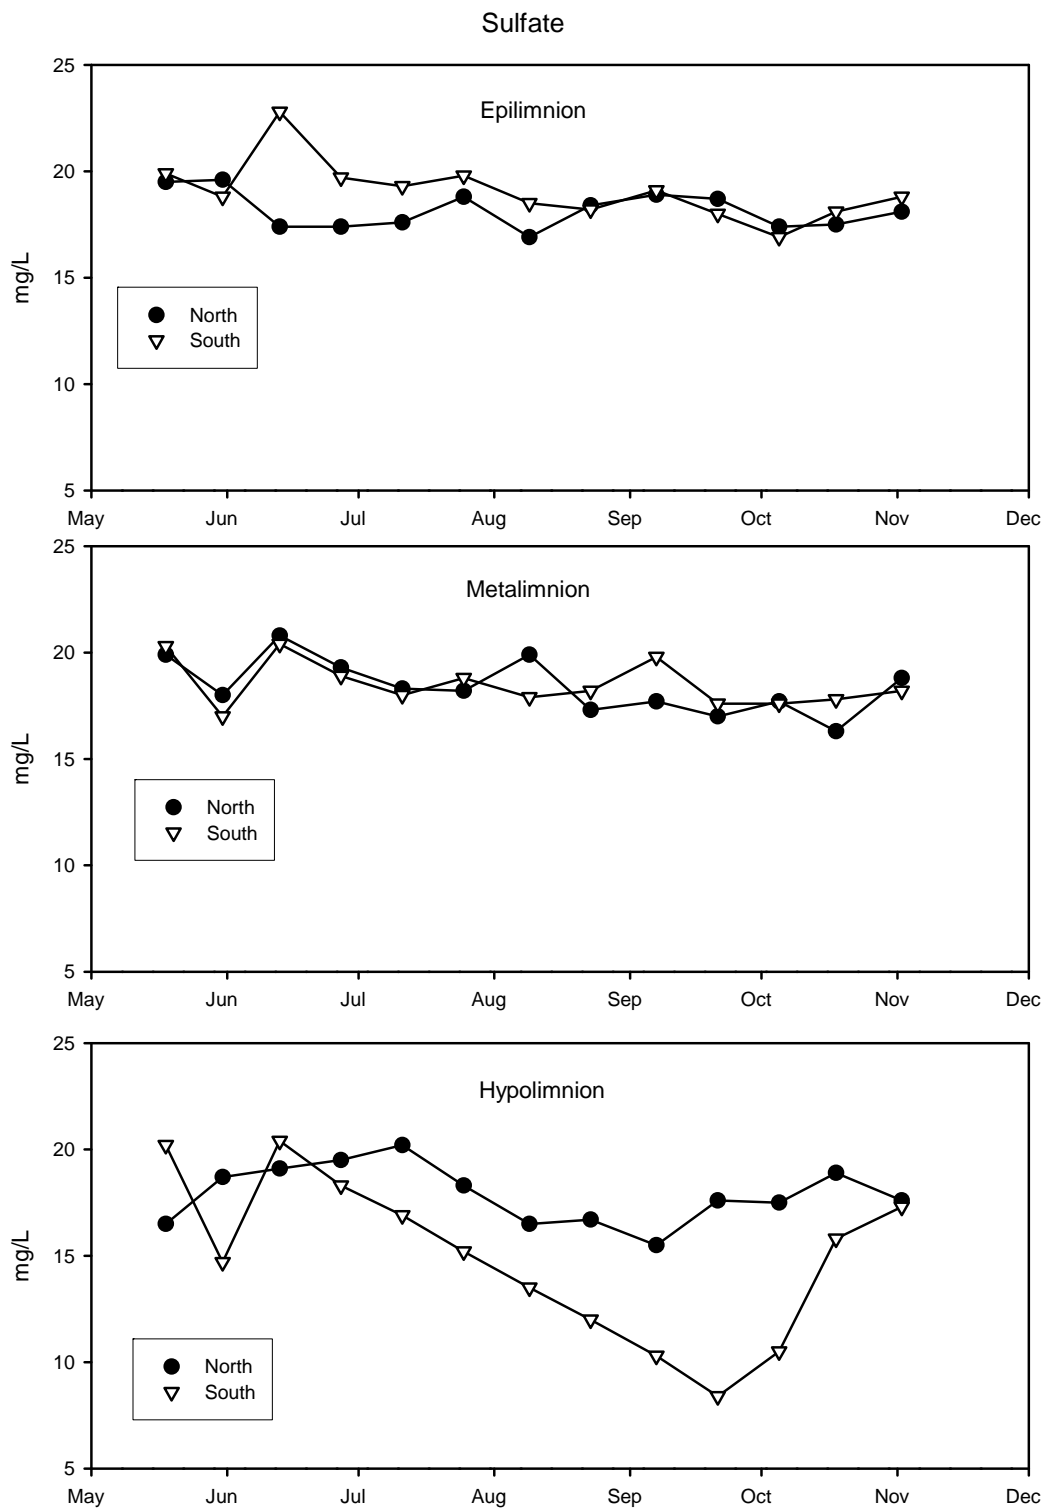 Sulfate
25
Epilimnion
20
mg/L
15
North
South
10
5
May Jun Jul Aug Sep Oct Nov Dec
25
Metalimnion
20
mg/L
15
North
South
10
5
May Jun Jul Aug Sep Oct Nov Dec
25
Hypolimnion
20
mg/L
15
North
South
10
5
May Jun Jul Aug Sep Oct Nov Dec